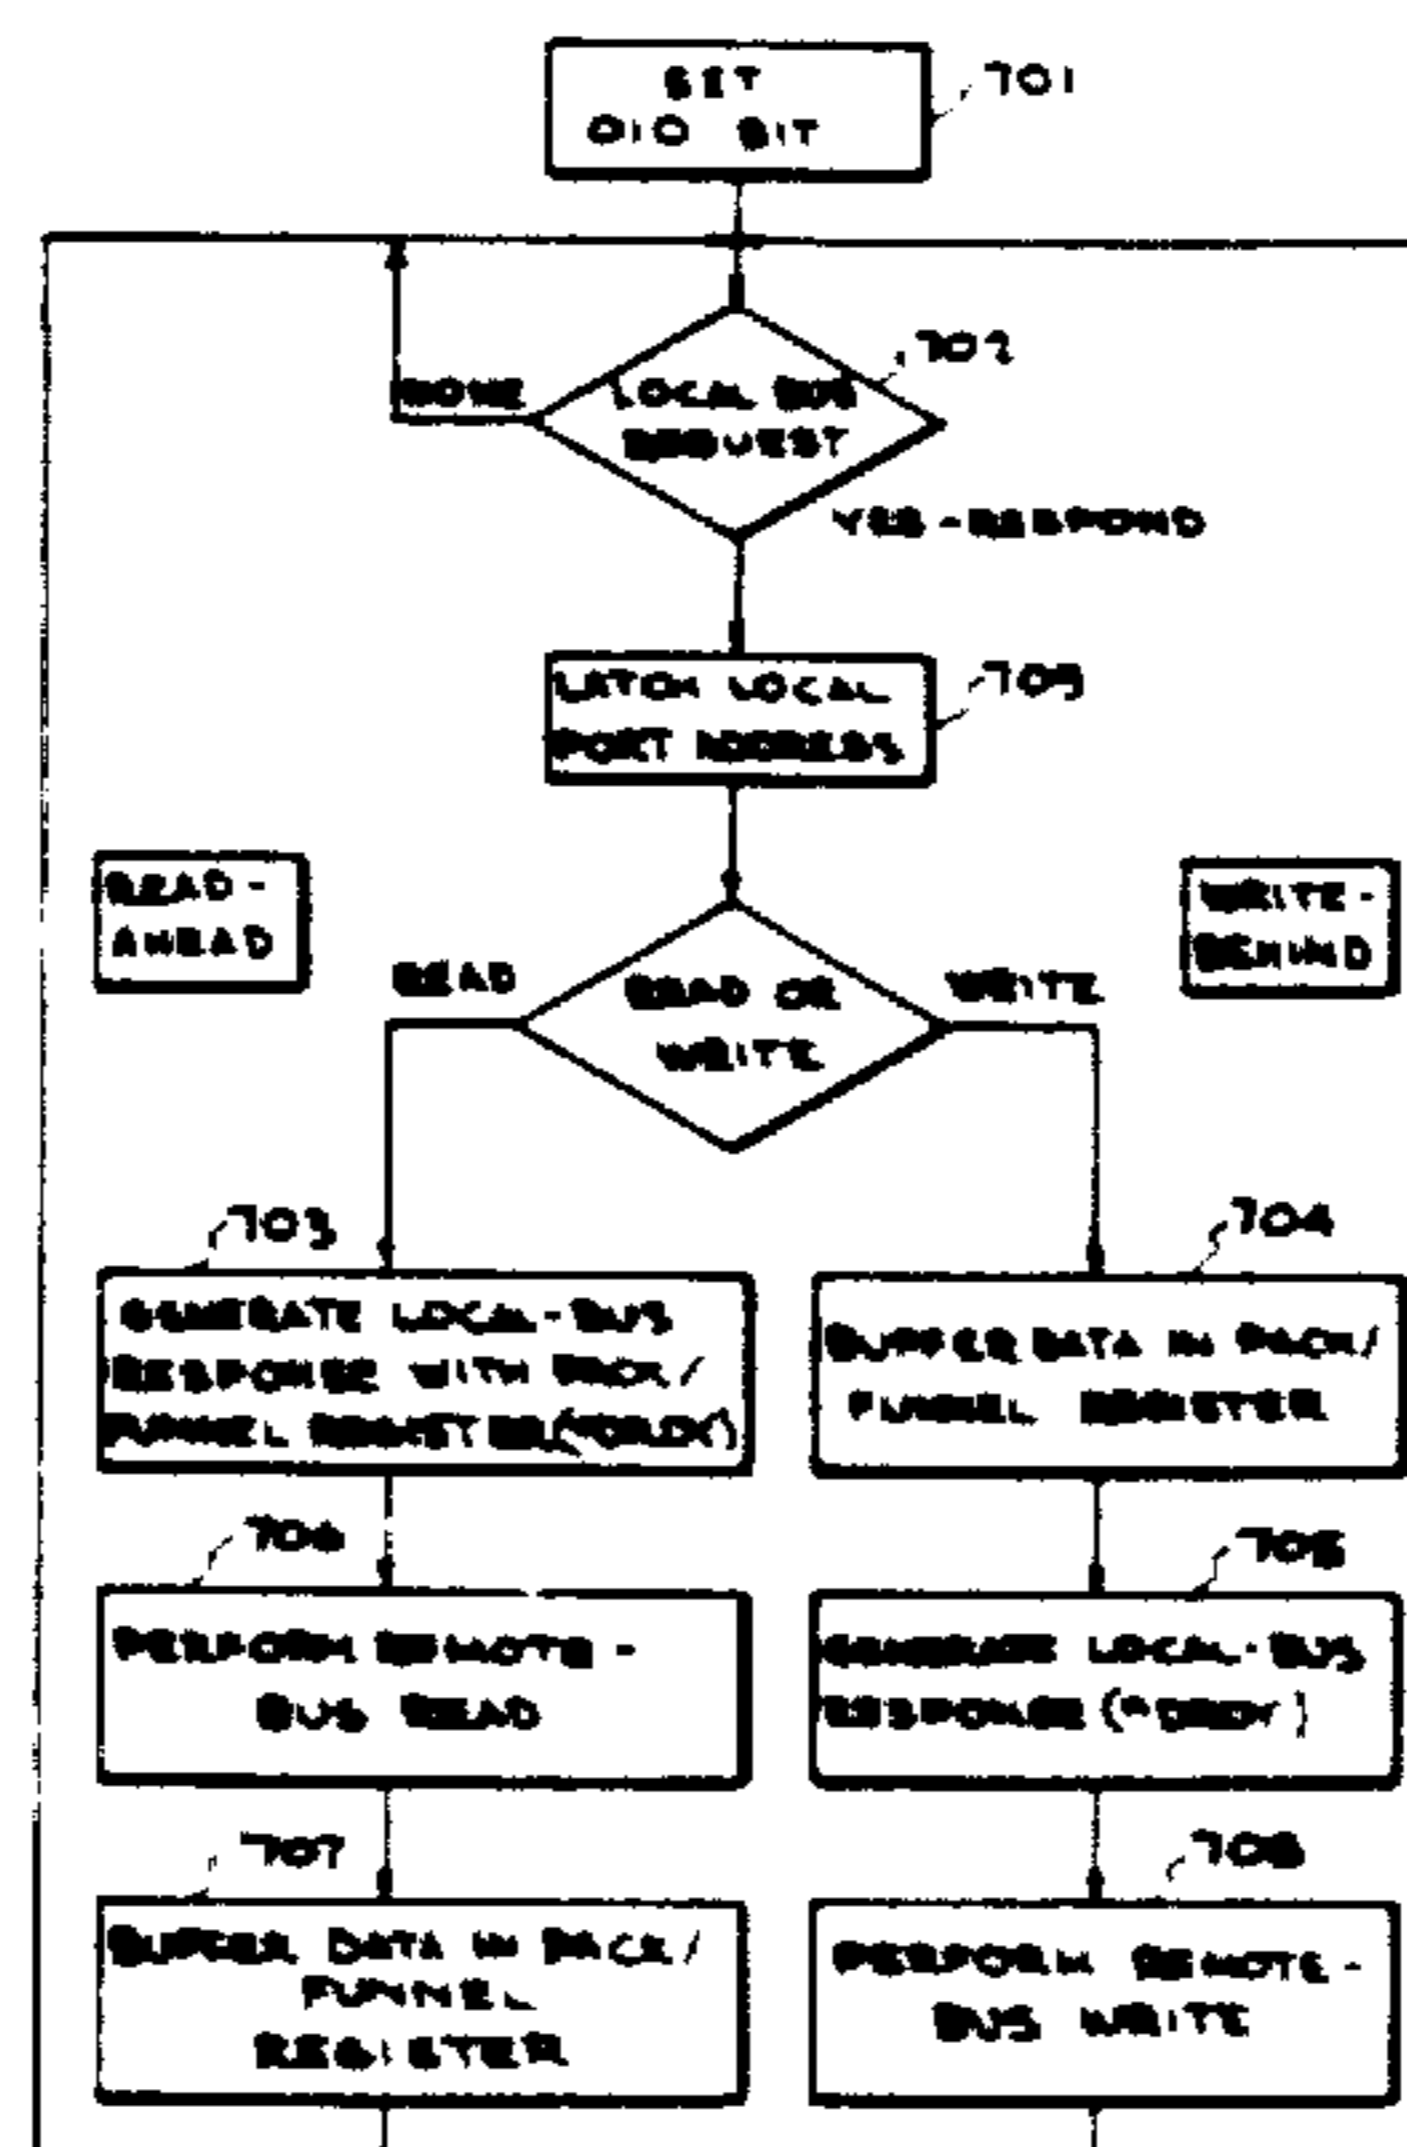 SET
010 BIT
701
702
NONE
LOCAL BUS
REQUEST
YES-RESPOND
709
LATCH LOCAL
PORT ADDRESS
READ-
AHEAD
WRITE-
BEHIND
READ
READ OR
WRITE
WRITE
703
704
GENERATE LOCAL-BUS
RESPONSE WITH PACK/
FUNNEL REGISTER
BUFFER DATA IN PACK/
FUNNEL REGISTER
706
705
PERFORM REMOTE-
BUS READ
GENERATE LOCAL-BUS
RESPONSE
707
708
BUFFER DATA IN PACK/
FUNNEL
REGISTER
PERFORM REMOTE-
BUS WRITE